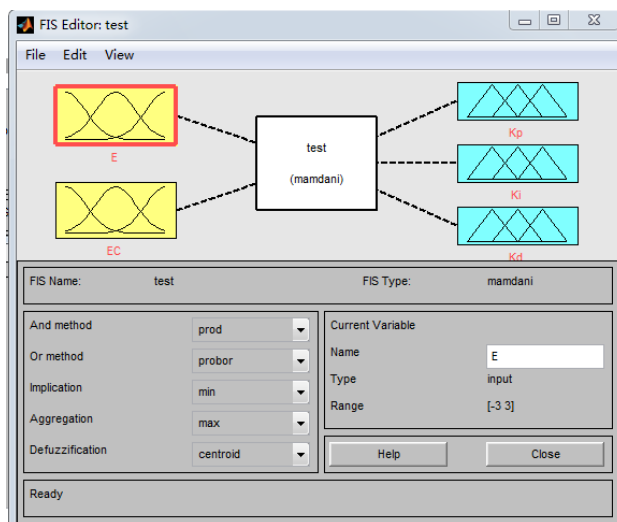 FIS Editor: test
File Edit View
E
EC
test
(mamdani)
Kp
Ki
Kd
FIS Name: test FIS Type: mamdani
And method prod
Or method probor
Implication min
Aggregation max
Defuzzification centroid
Current Variable
Name E
Type input
Range [-3 3]
Help Close
Ready